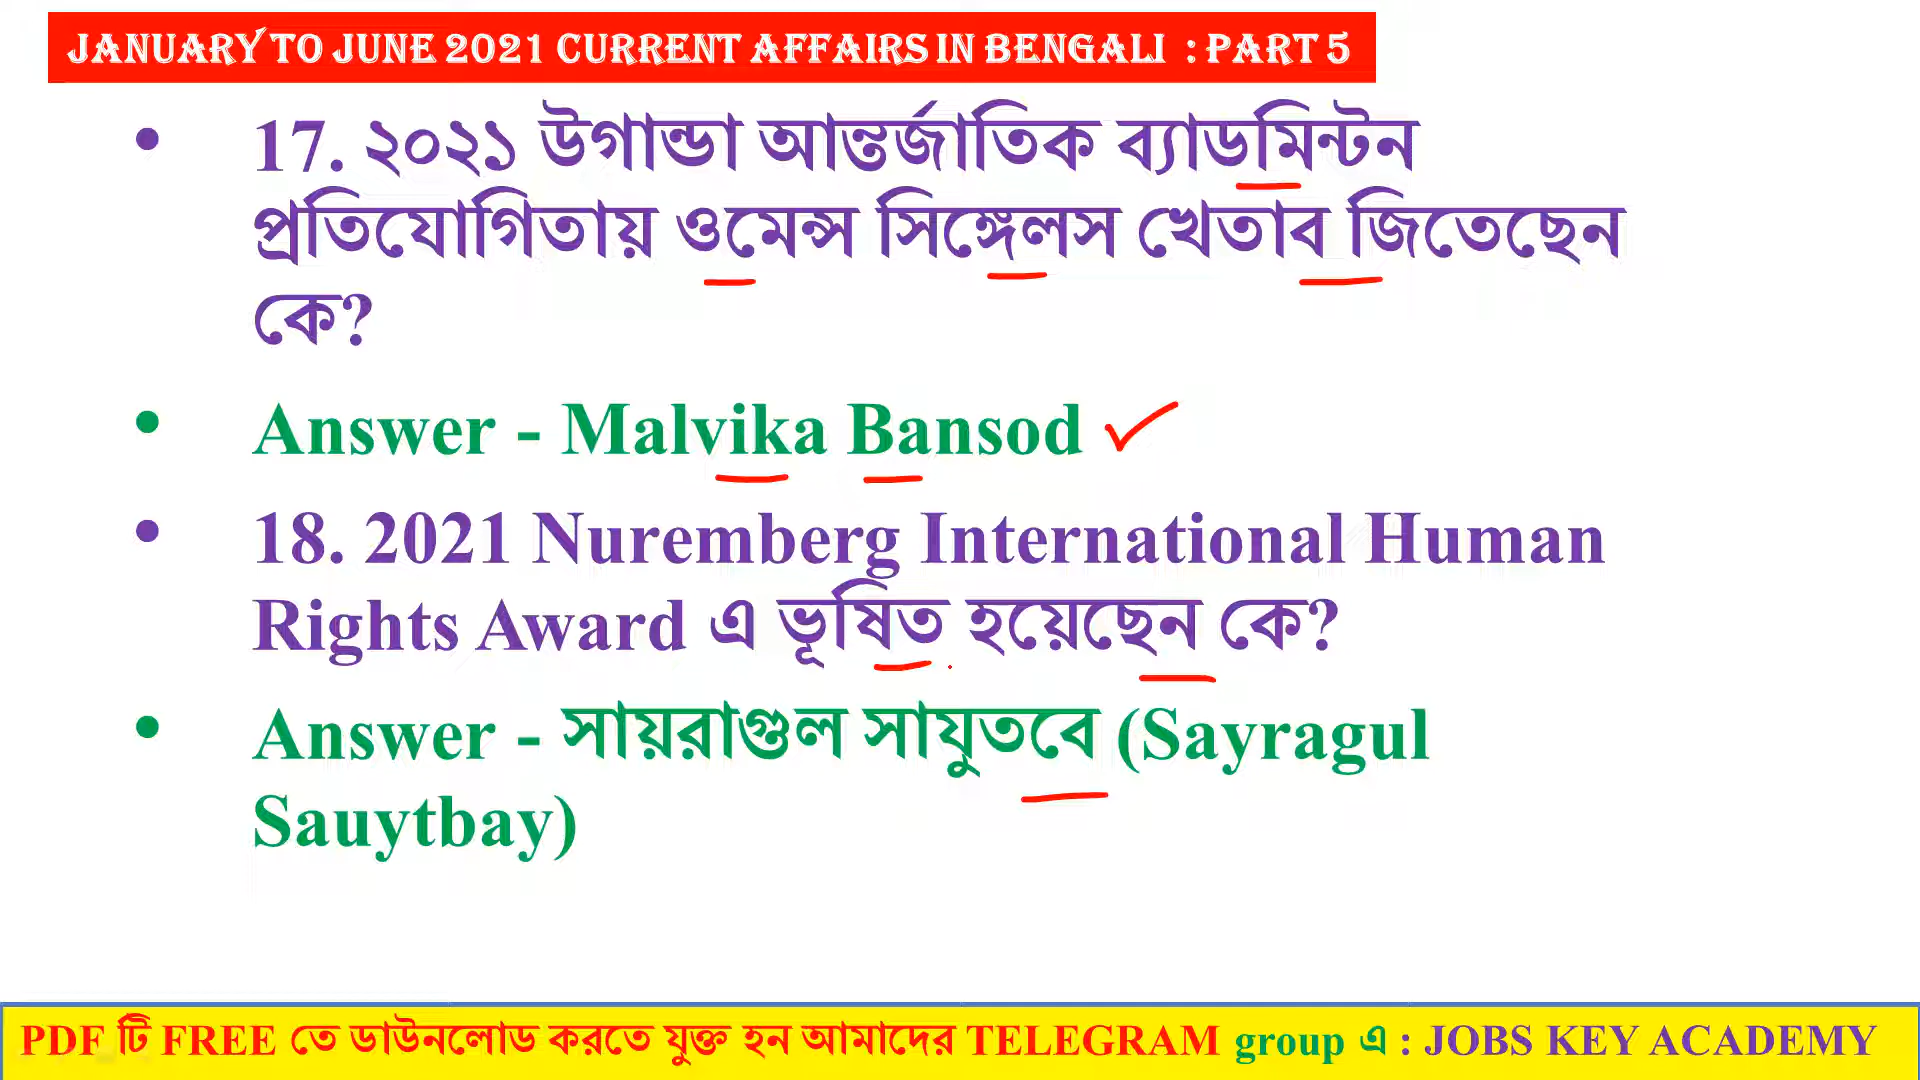 JANUARY TO JUNE 2021 CURRENT AFFAIRS IN BENGALI : PART 5
• 17. ২০২১ উগান্ডা আন্তর্জাতিক ব্যাডমিন্টন
প্রতিযোগিতায় ওমেন্স সিঙ্গেলস খেতাব জিতেছেন
কে?
• Answer - Malvika Bansod
• 18. 2021 Nuremberg International Human
Rights Award এ ভূষিত হয়েছেন কে?
• Answer - সায়রাগুল সাযুতবে (Sayragul
Sauytbay)
PDF টি FREE তে ডাউনলোড করতে যুক্ত হন আমাদের TELEGRAM group এ : JOBS KEY ACADEMY